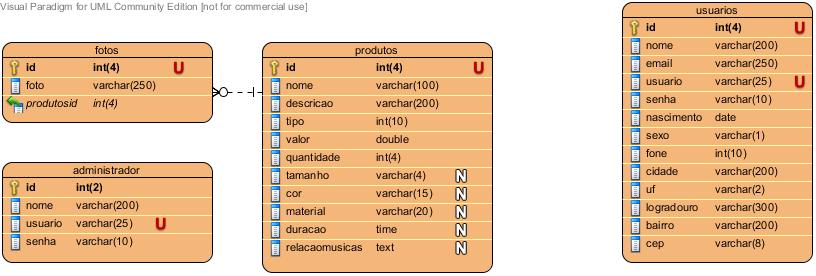 Visual Paradigm for UML Community Edition [not for commercial use]
fotos
id int(4) U
foto varchar(250)
produtosid int(4)
administrador
id int(2)
nome varchar(200)
usuario varchar(25) U
senha varchar(10)
produtos
id int(4) U
nome varchar(100)
descricao varchar(200)
tipo int(10)
valor double
quantidade int(4)
tamanho varchar(4) N
cor varchar(15) N
material varchar(20) N
duracao time N
relacaomusicas text N
usuarios
id int(4) U
nome varchar(200)
email varchar(250)
usuario varchar(25) U
senha varchar(10)
nascimento date
sexo varchar(1)
fone int(10)
cidade varchar(200)
uf varchar(2)
logradouro varchar(300)
bairro varchar(200)
cep varchar(8)